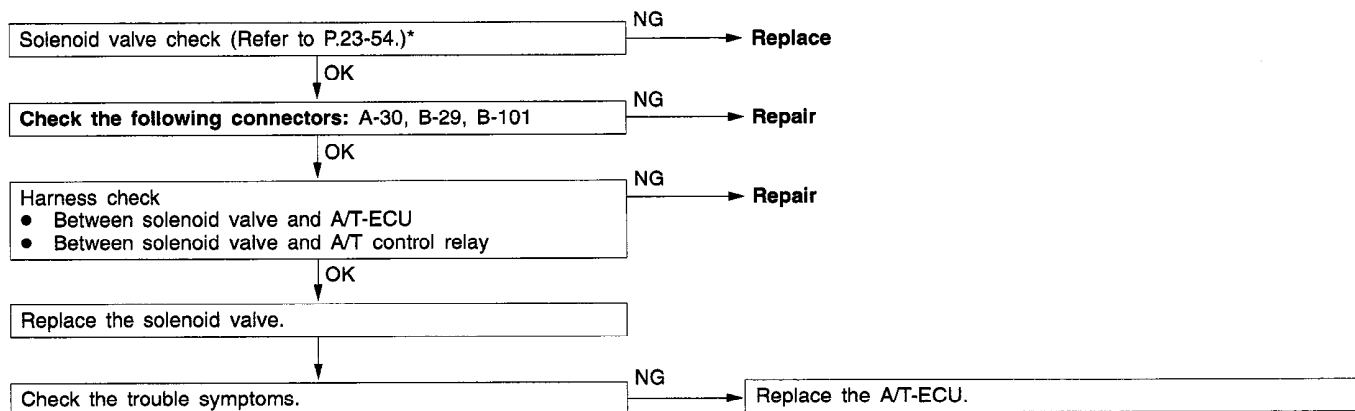 Solenoid valve check (Refer to P.23-54.)*
NG
Replace
OK
Check the following connectors: A-30, B-29, B-101
NG
Repair
OK
Harness check
● Between solenoid valve and A/T-ECU
● Between solenoid valve and A/T control relay
NG
Repair
OK
Replace the solenoid valve.
Check the trouble symptoms.
NG
Replace the A/T-ECU.